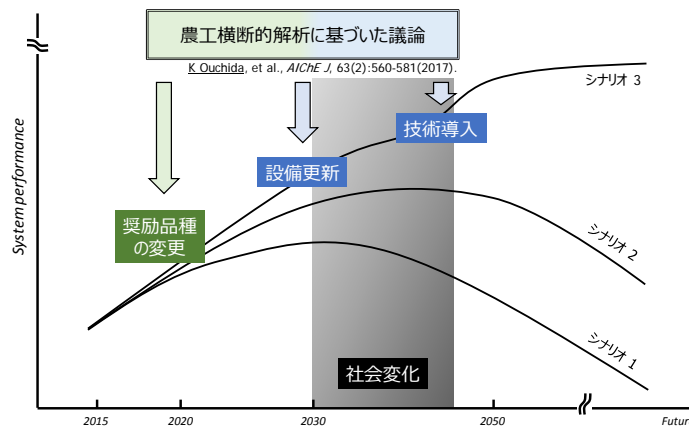 農工横断的解析に基づいた議論
K Ouchida, et al., AIChE J, 63(2):560-581(2017).
シナリオ 3
技術導入
設備更新
奨励品種
の変更
System performance
シナリオ 2
シナリオ 1
社会変化
2015
2020
2030
2050
Futur